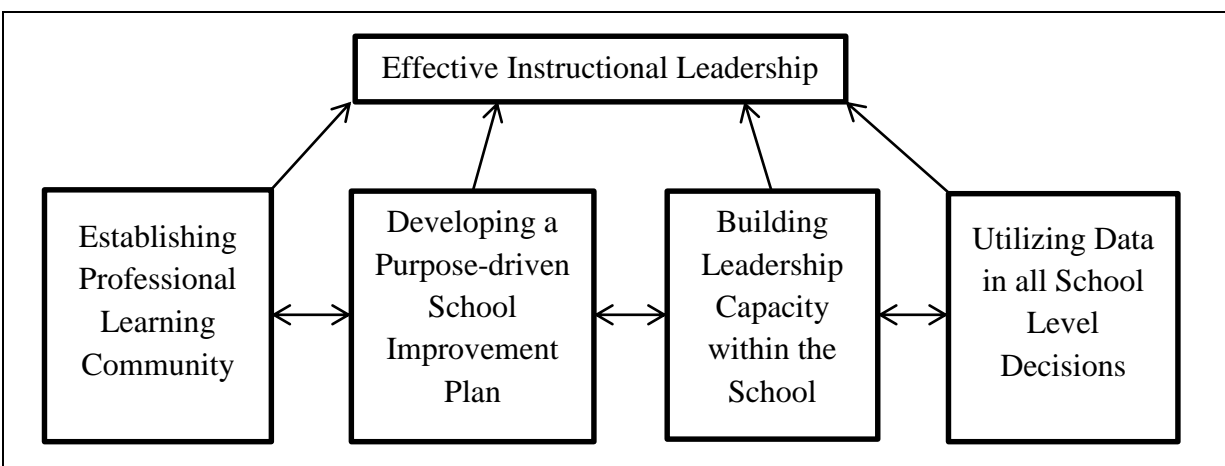 Effective Instructional Leadership
Establishing
Professional
Learning
Community
Developing a
Purpose-driven
School
Improvement
Plan
Building
Leadership
Capacity
within the
School
Utilizing Data
in all School
Level
Decisions